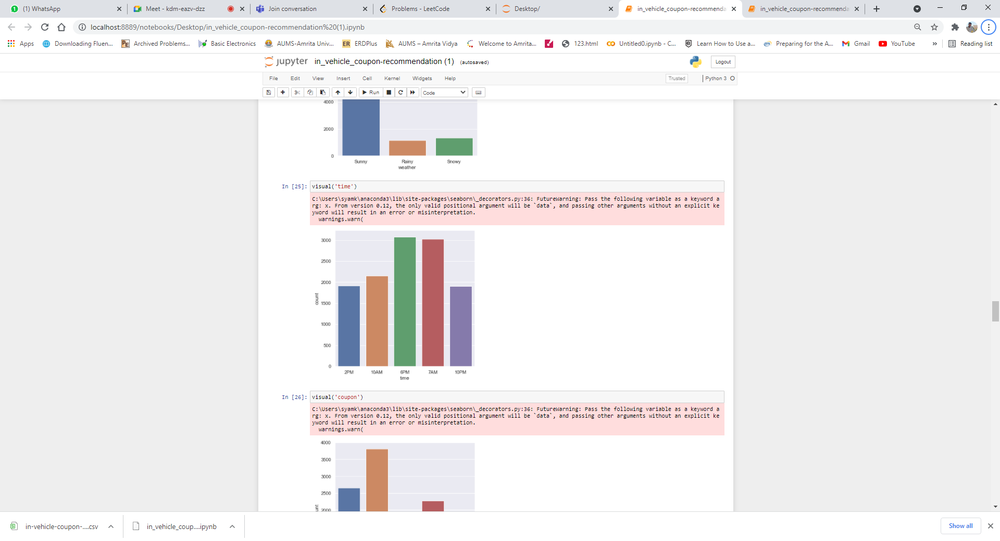 (1) WhatsApp
Meet - kdm-eazv-dzz
Join conversation
Problems - LeetCode
Desktop/
in_vehicle_coupon-recommenda
in_vehicle_coupon-recommenda
localhost:8889/notebooks/Desktop/in_vehicle_coupon-recommendation%20(1).ipynb
Apps
Downloading Fluen...
Archived Problems...
Basic Electronics
AUMS-Amrita Univ...
ER ERDPlus
AUMS – Amrita Vidya
Welcome to Amrita...
123.html
Untitled0.ipynb - C...
Learn How to Use a...
Preparing for the A...
Gmail
YouTube
»
Reading list
jupyter in_vehicle_coupon-recommendation (1) (autosaved)
Logout
File Edit View Insert Cell Kernel Widgets Help
Trusted
Python 3
Run
Code
4000
2000
0
Sunny Rainy Snowy
weather
In [25]: visual('time')
C:\Users\syamk\anaconda3\lib\site-packages\seaborn\_decorators.py:36: FutureWarning: Pass the following variable as a keyword a
rg: x. From version 0.12, the only valid positional argument will be `data`, and passing other arguments without an explicit ke
yword will result in an error or misinterpretation.
warnings.warn(
3000
2500
2000
1500
1000
500
0
count
2PM 10AM 6PM 7AM 10PM
time
In [26]: visual('coupon')
C:\Users\syamk\anaconda3\lib\site-packages\seaborn\_decorators.py:36: FutureWarning: Pass the following variable as a keyword a
rg: x. From version 0.12, the only valid positional argument will be `data`, and passing other arguments without an explicit ke
yword will result in an error or misinterpretation.
warnings.warn(
4000
3500
3000
2500
2000
unt
in-vehicle-coupon-....csv
in_vehicle_coup....ipynb
Show all